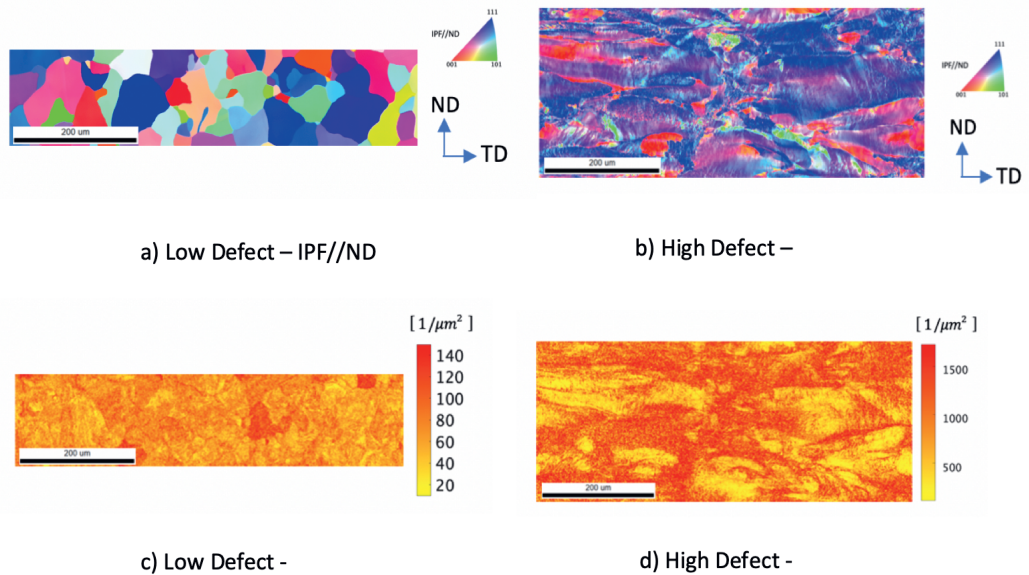 111
IPF//ND
001 101
ND
TD
200 um
111
IPF//ND
001 101
ND
TD
200 um
a) Low Defect – IPF//ND
b) High Defect –
[ 1/μm² ]
140
120
100
80
60
40
20
200 um
[ 1/μm² ]
1500
1000
500
200 um
c) Low Defect -
d) High Defect -